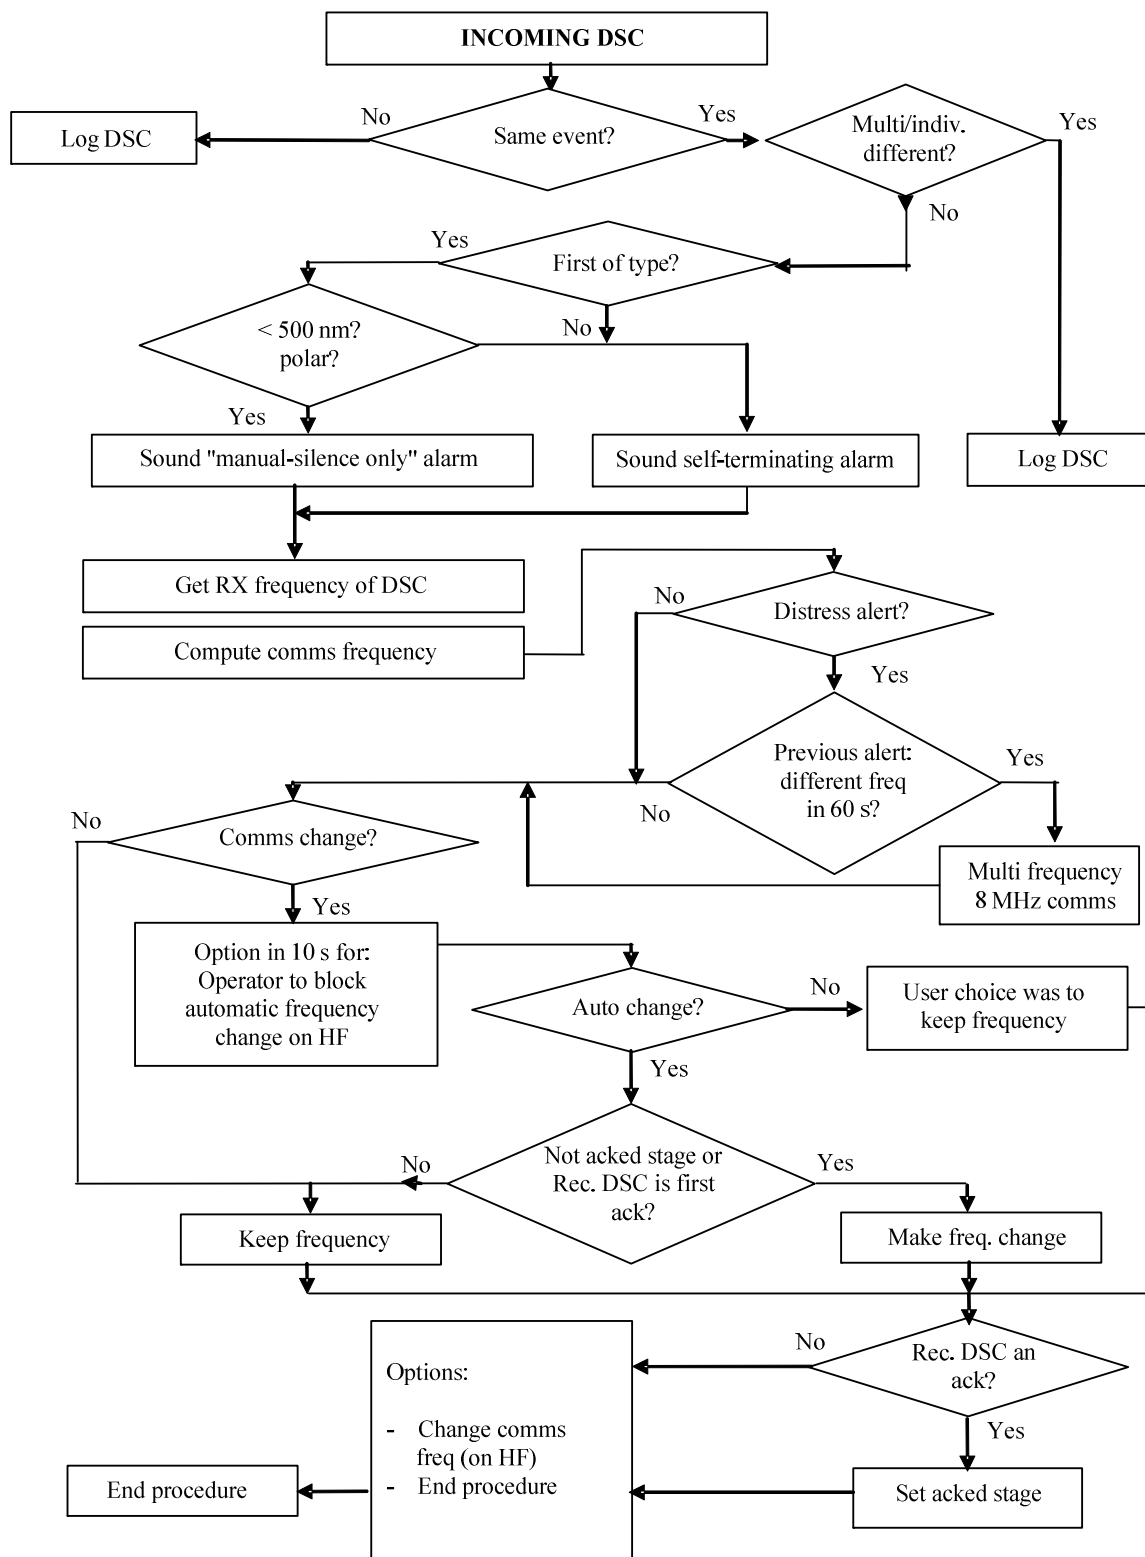 INCOMING DSC
No
Yes
Log DSC
Same event?
Multi/indiv.
different?
Yes
No
Yes
First of type?
No
< 500 nm?
polar?
Yes
Sound "manual-silence only" alarm
Sound self-terminating alarm
Log DSC
Get RX frequency of DSC
No
Distress alert?
Compute comms frequency
Yes
Previous alert:
different freq
in 60 s?
Yes
No
No
Comms change?
Multi frequency
8 MHz comms
Yes
Option in 10 s for:
Operator to block
automatic frequency
change on HF
Auto change?
No
User choice was to
keep frequency
Yes
No
Not acked stage or
Rec. DSC is first
ack?
Yes
Keep frequency
Make freq. change
No
Rec. DSC an
ack?
Options:
- Change comms
freq (on HF)
- End procedure
Yes
End procedure
Set acked stage